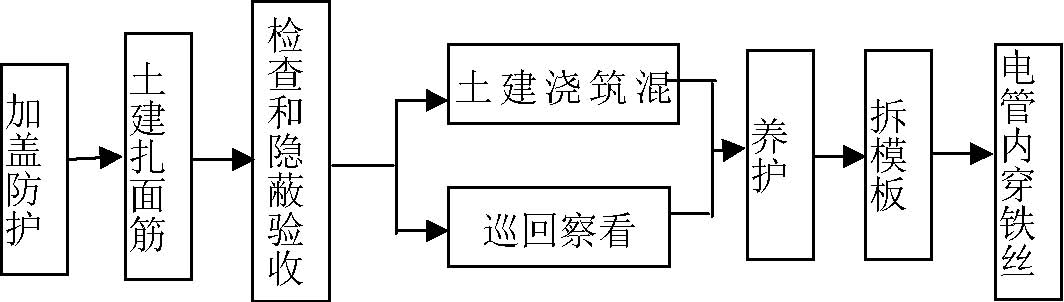 加盖防护
土建扎面筋
检查和隐蔽验收
土建浇筑混
巡回察看
养护
拆模板
电管内穿铁丝